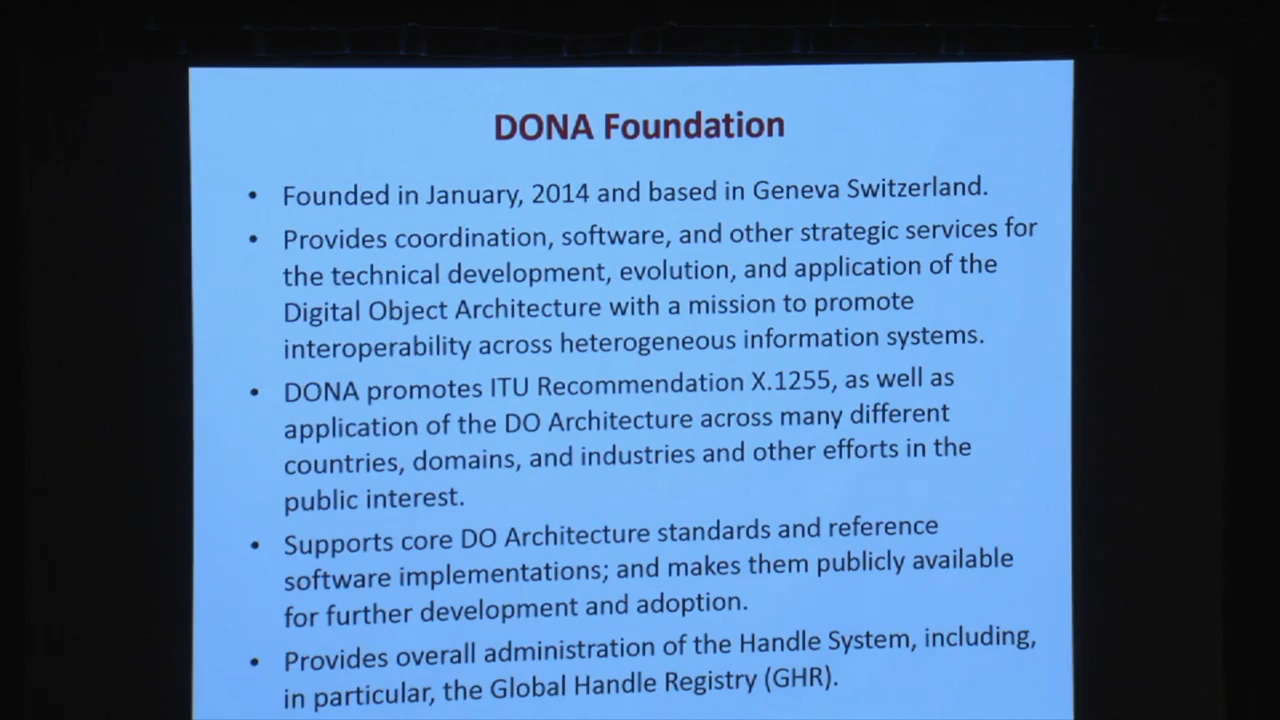 DONA Foundation
• Founded in January, 2014 and based in Geneva Switzerland.
• Provides coordination, software, and other strategic services for
the technical development, evolution, and application of the
Digital Object Architecture with a mission to promote
interoperability across heterogeneous information systems.
• DONA promotes ITU Recommendation X.1255, as well as
application of the DO Architecture across many different
countries, domains, and industries and other efforts in the
public interest.
• Supports core DO Architecture standards and reference
software implementations; and makes them publicly available
for further development and adoption.
• Provides overall administration of the Handle System, including,
in particular, the Global Handle Registry (GHR).